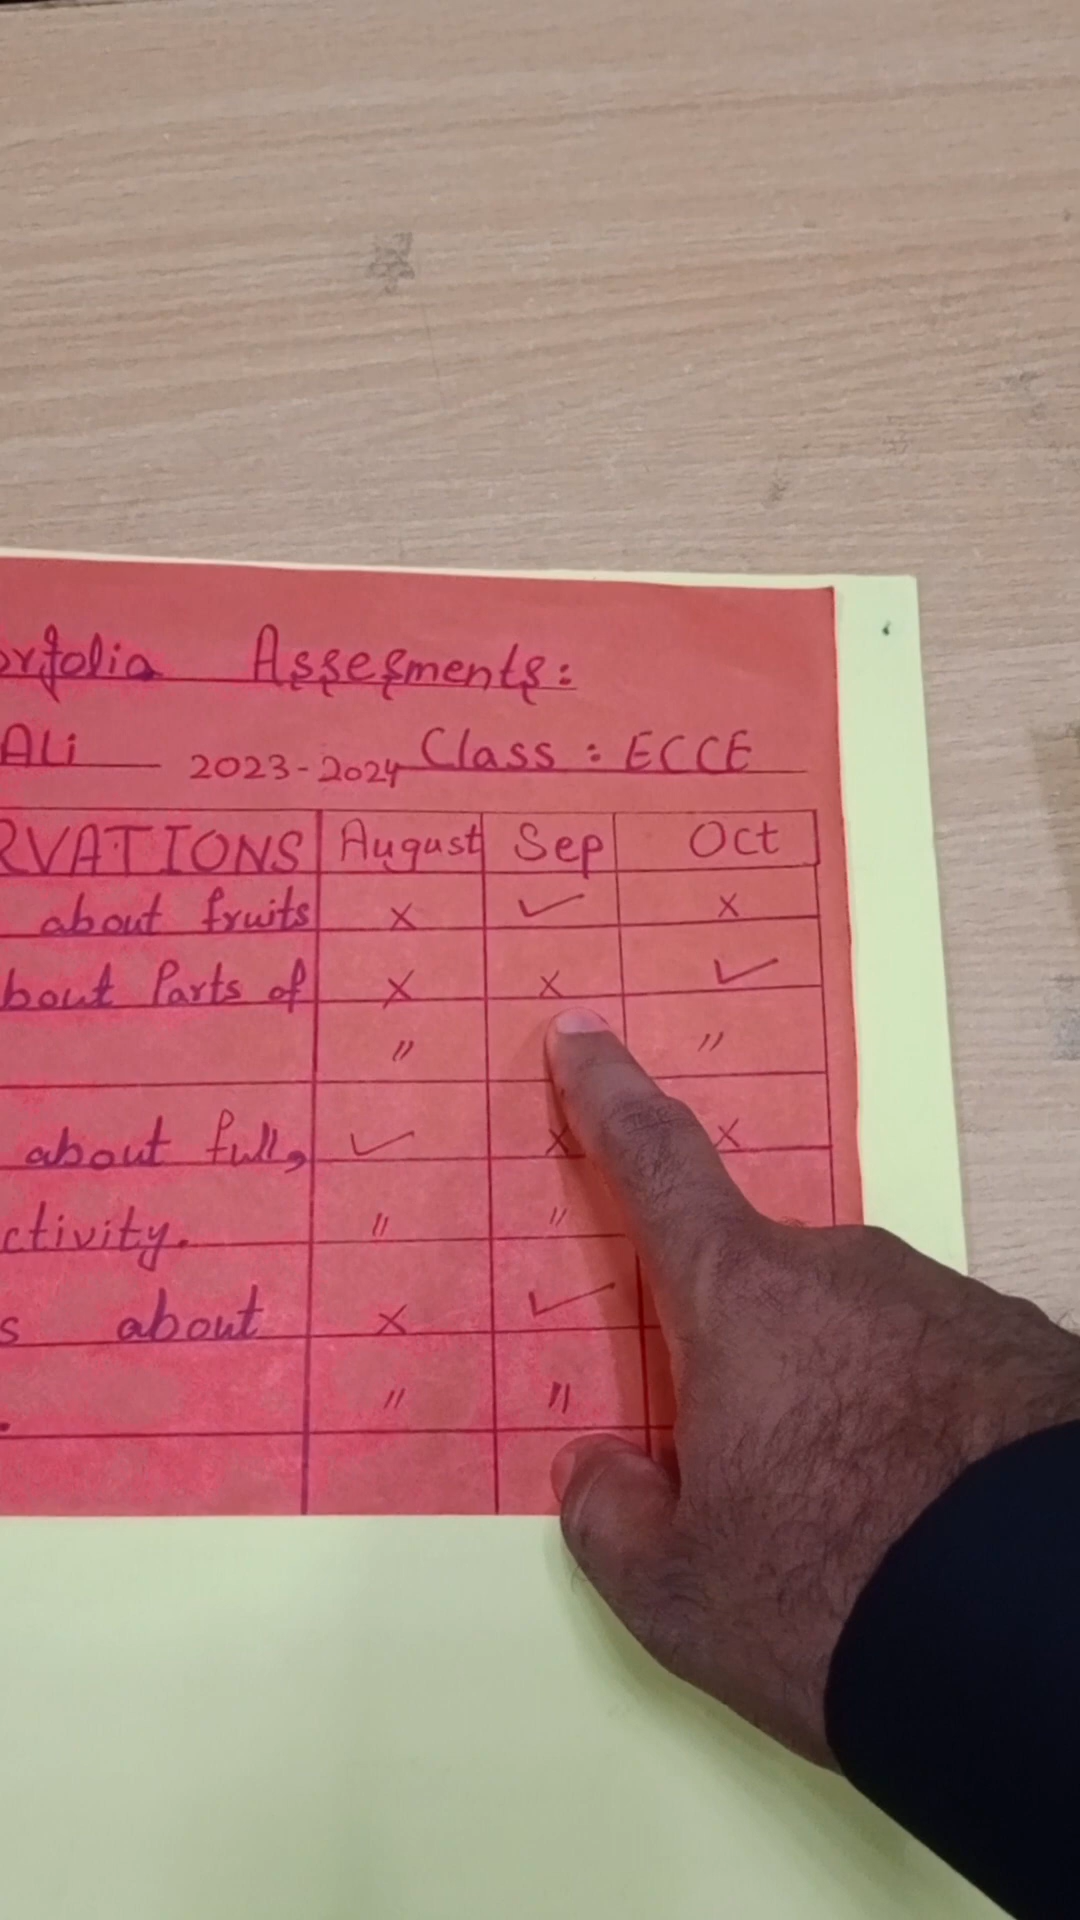 orfolia Assesments:
ALi 2023-2024 Class : ECCE
RVATIONS August Sep Oct
about fruits x ✓ x
bout Parts of x x ✓
" "
about full, ✓ x x
ctivity. " "
s about x ✓
. " "